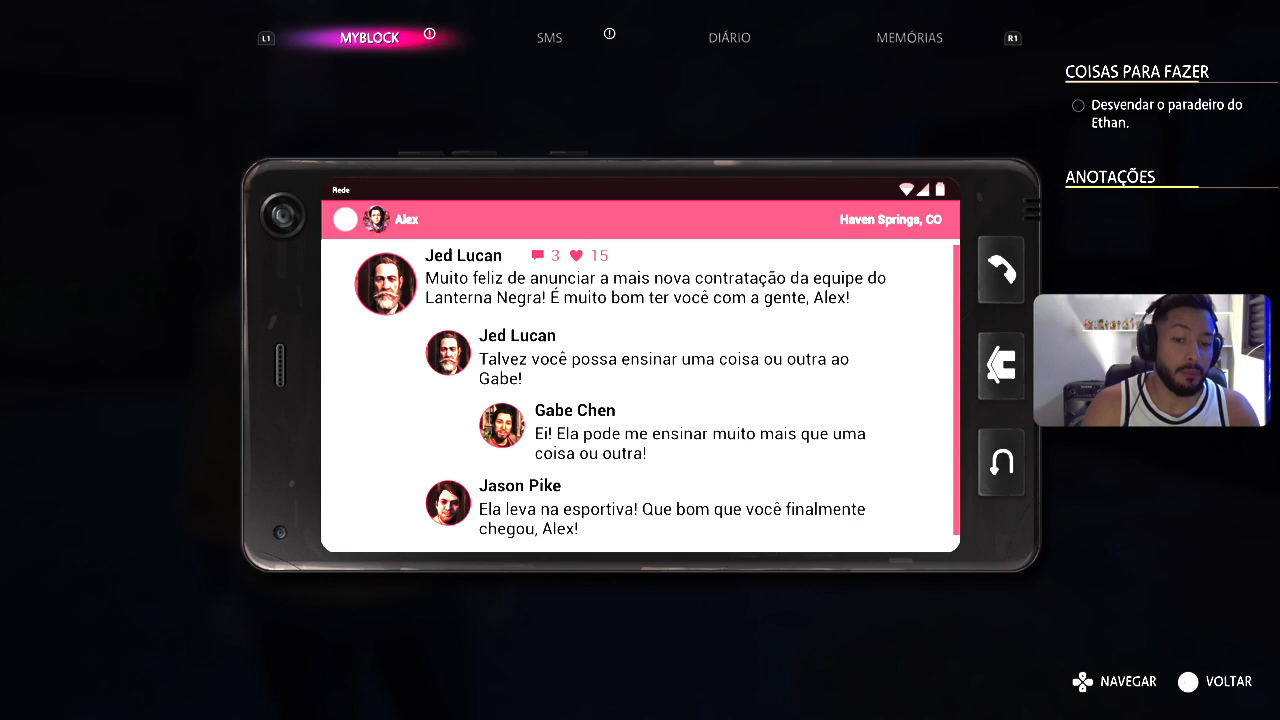 L1
MYBLOCK
SMS
DIÁRIO
MEMÓRIAS
R1
COISAS PARA FAZER
Desvendar o paradeiro do
Ethan.
ANOTAÇÕES
Rede
Alex
Haven Springs, CO
Jed Lucan 3 15
Muito feliz de anunciar a mais nova contratação da equipe do
Lanterna Negra! É muito bom ter você com a gente, Alex!
Jed Lucan
Talvez você possa ensinar uma coisa ou outra ao
Gabe!
Gabe Chen
Ei! Ela pode me ensinar muito mais que uma
coisa ou outra!
Jason Pike
Ela leva na esportiva! Que bom que você finalmente
chegou, Alex!
NAVEGAR
VOLTAR